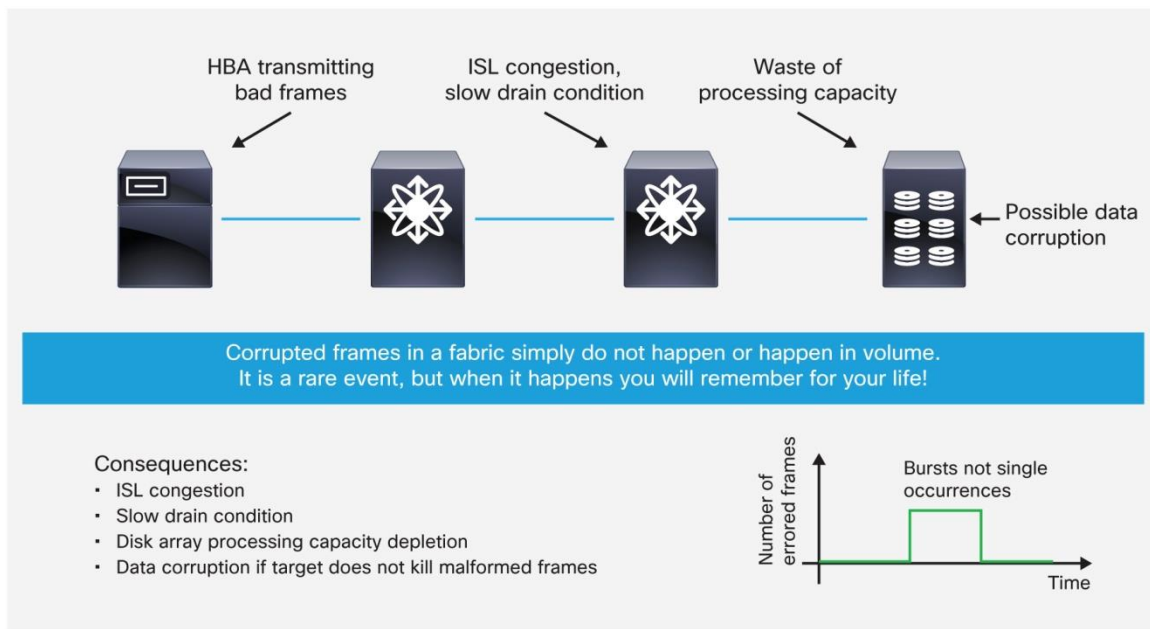 HBA transmitting
bad frames
ISL congestion,
slow drain condition
Waste of
processing capacity
Possible data
corruption
Corrupted frames in a fabric simply do not happen or happen in volume.
It is a rare event, but when it happens you will remember for your life!
Consequences:
· ISL congestion
· Slow drain condition
· Disk array processing capacity depletion
· Data corruption if target does not kill malformed frames
Number of
errored frames
Bursts not single
occurrences
Time